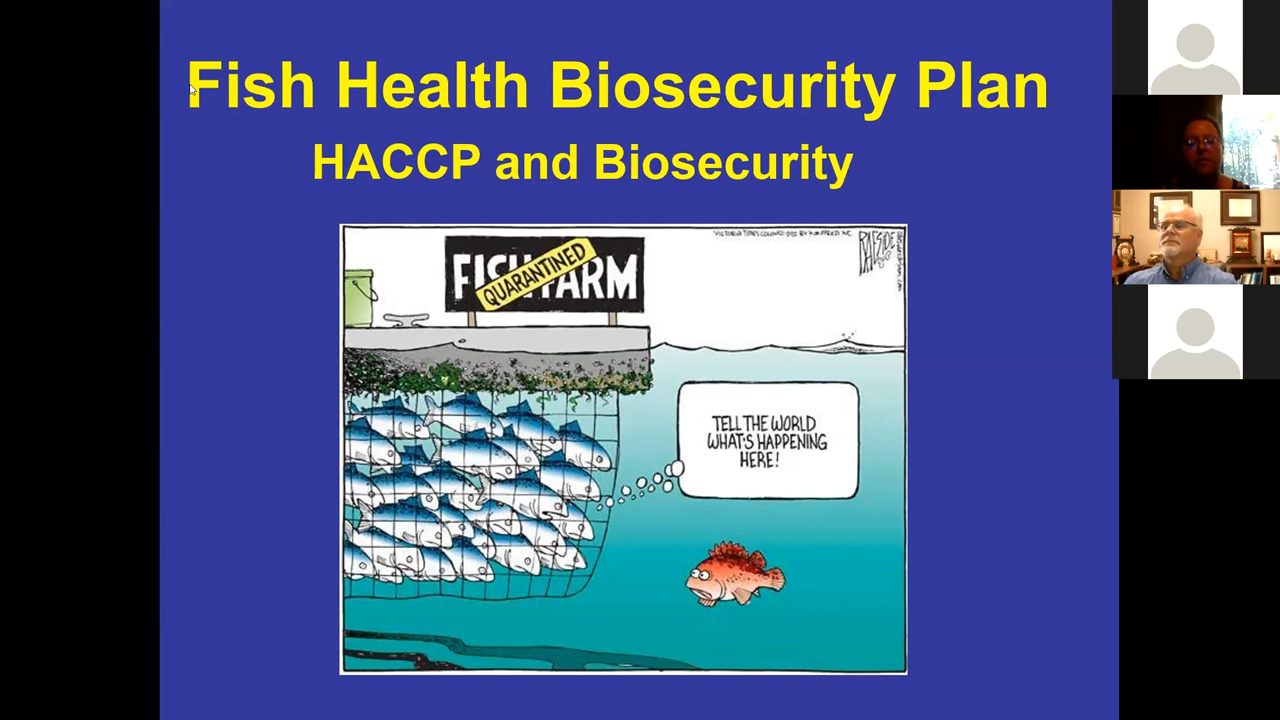 Fish Health Biosecurity Plan
HACCP and Biosecurity
FISH FARM
QUARANTINED
RAESIDE
TELL THE WORLD
WHAT'S HAPPENING
HERE!